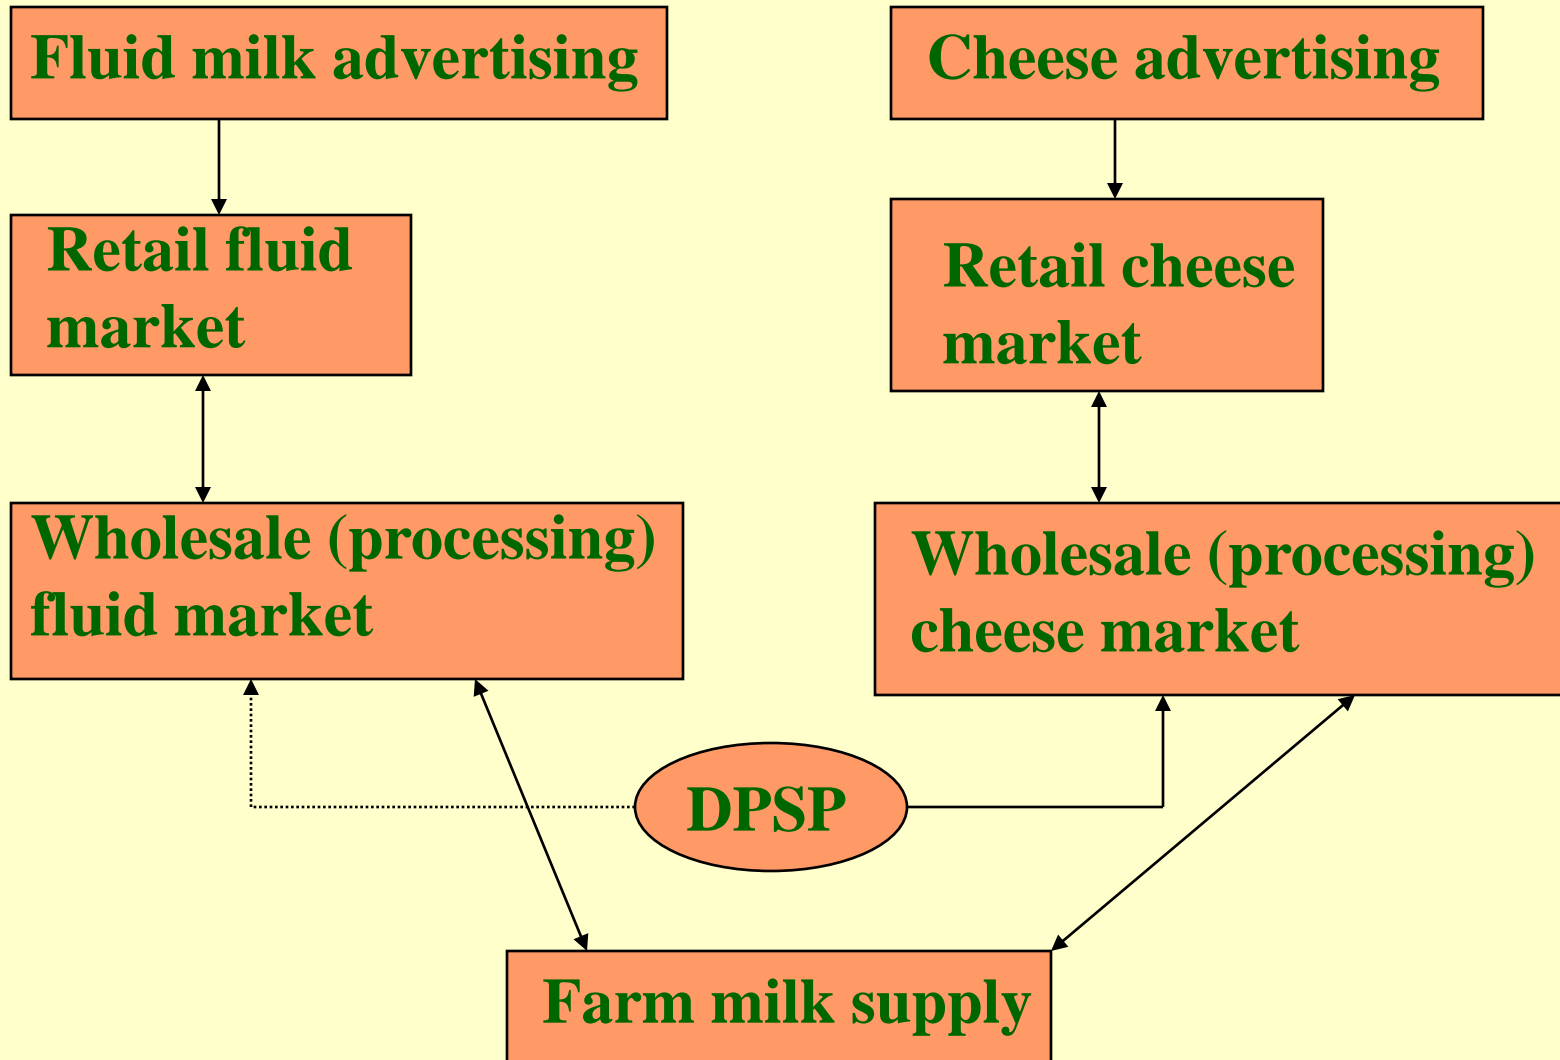 Fluid milk advertising
Cheese advertising
Retail fluid
market
Retail cheese
market
Wholesale (processing)
fluid market
Wholesale (processing)
cheese market
DPSP
Farm milk supply